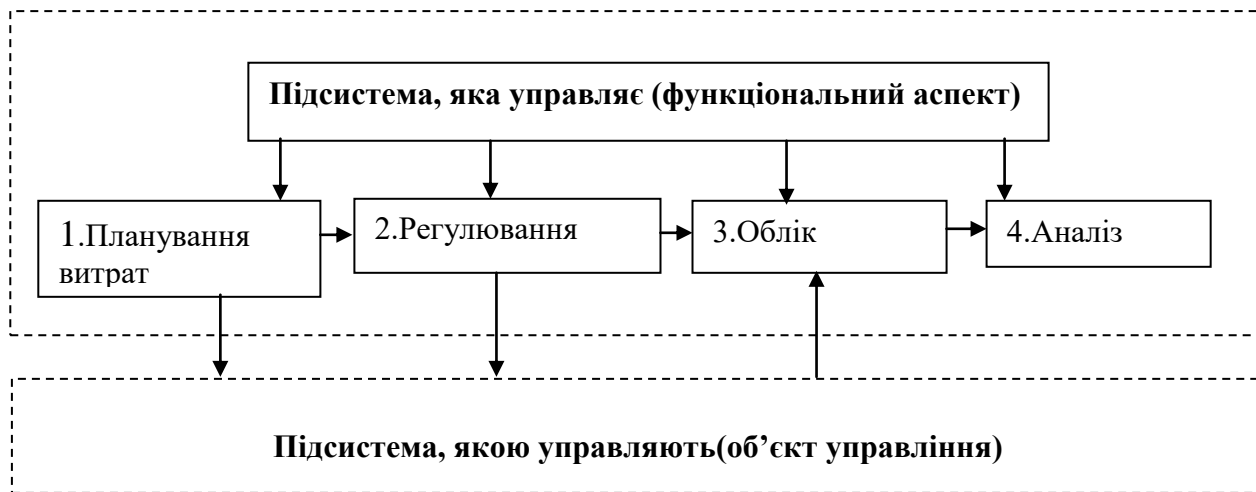 Підсистема, яка управляє (функціональний аспект)
1.Планування
витрат
2.Регулювання
3.Облік
4.Аналіз
Підсистема, якою управляють(об’єкт управління)